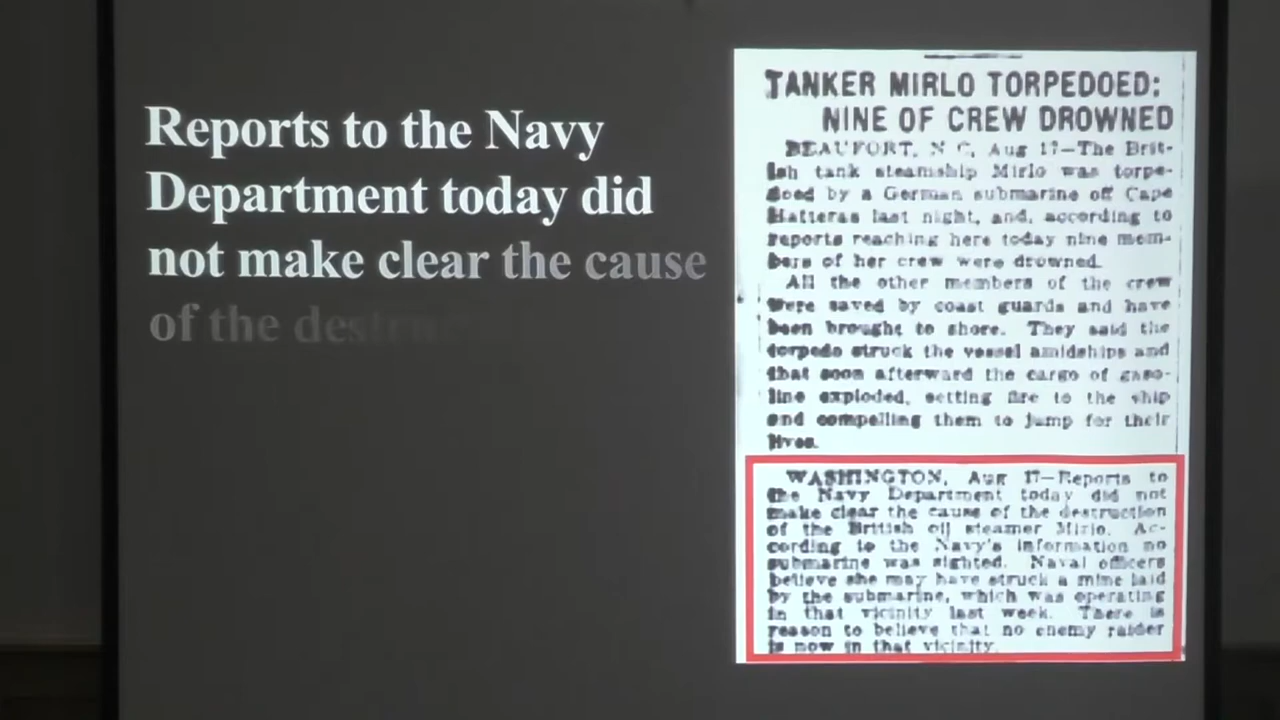 Reports to the Navy
Department today did
not make clear the cause
of the destruc
TANKER MIRLO TORPEDOED;
NINE OF CREW DROWNED
BEAUFORT, N C, Aug 17—The Brit-
ish tank steamship Mirlo was torpe-
doed by a German submarine off Cape
Hatteras last night, and, according to
reports reaching here today nine mem-
bers of her crew were drowned.
All the other members of the crew
were saved by coast guards and have
been brought to shore. They said the
torpedo struck the vessel amidships and
that soon afterward the cargo of gaso-
line exploded, setting fire to the ship
and compelling them to jump for their
lives.
WASHINGTON, Aug 17—Reports to
the Navy Department today did not
make clear the cause of the destruction
of the British oil steamer Mirlo. Ac-
cording to the Navy's information no
submarine was sighted. Naval officers
believe she may have struck a mine laid
by the submarine, which was operating
in that vicinity last week. There is
reason to believe that no enemy raider
is now in that vicinity.